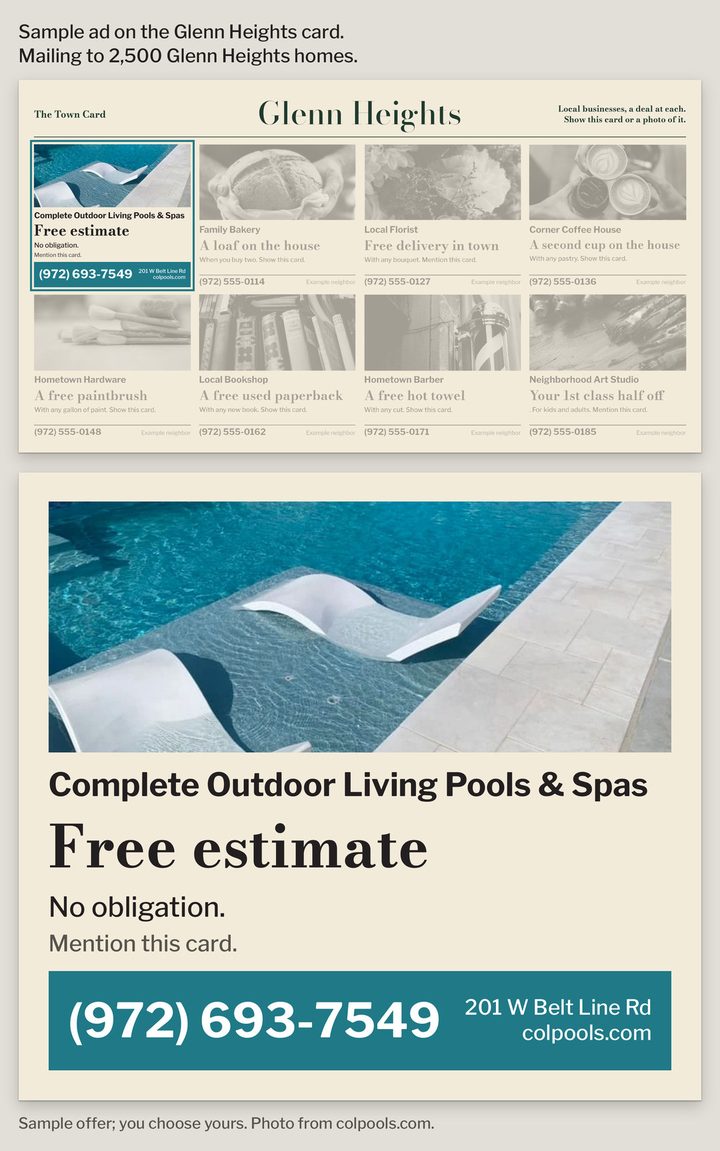 Sample ad on the Glenn Heights card.
Mailing to 2,500 Glenn Heights homes.
The Town Card
Glenn Heights
Local businesses, a deal at each.
Show this card or a photo of it.
Complete Outdoor Living Pools & Spas
Free estimate
No obligation.
Mention this card.
(972) 693-7549
201 W Belt Line Rd
colpools.com
Family Bakery
A loaf on the house
When you buy two. Show this card.
(972) 555-0114
Example neighbor
Local Florist
Free delivery in town
With any bouquet. Mention this card.
(972) 555-0127
Example neighbor
Corner Coffee House
A second cup on the house
With any pastry. Show this card.
(972) 555-0136
Example neighbor
Hometown Hardware
A free paintbrush
With any gallon of paint. Show this card.
(972) 555-0148
Example neighbor
Local Bookshop
A free used paperback
With any new book. Show this card.
(972) 555-0162
Example neighbor
Hometown Barber
A free hot towel
With any cut. Show this card.
(972) 555-0171
Example neighbor
Neighborhood Art Studio
Your 1st class half off
For kids and adults. Mention this card.
(972) 555-0185
Example neighbor
Complete Outdoor Living Pools & Spas
Free estimate
No obligation.
Mention this card.
(972) 693-7549
201 W Belt Line Rd
colpools.com
Sample offer; you choose yours. Photo from colpools.com.